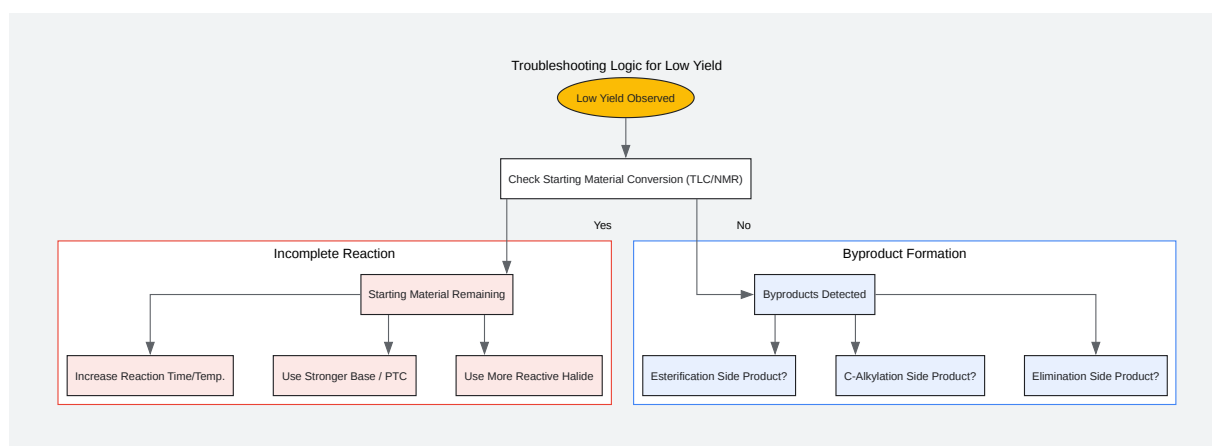 Troubleshooting Logic for Low Yield
Low Yield Observed
Check Starting Material Conversion (TLC/NMR)
Yes
No
Incomplete Reaction
Byproduct Formation
Starting Material Remaining
Byproducts Detected
Increase Reaction Time/Temp.
Use Stronger Base / PTC
Use More Reactive Halide
Esterification Side Product?
C-Alkylation Side Product?
Elimination Side Product?